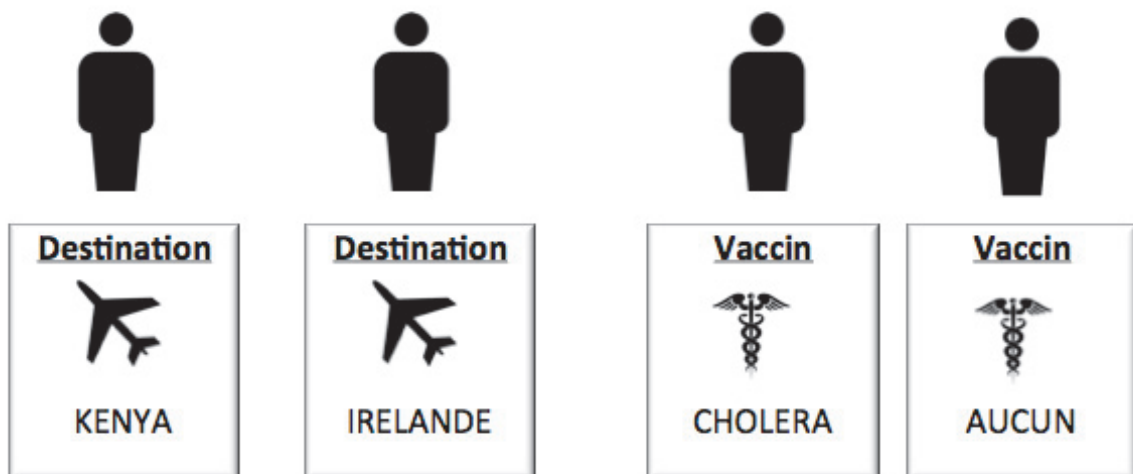 Destination
KENYA
Destination
IRELANDE
Vaccin
CHOLERA
Vaccin
AUCUN